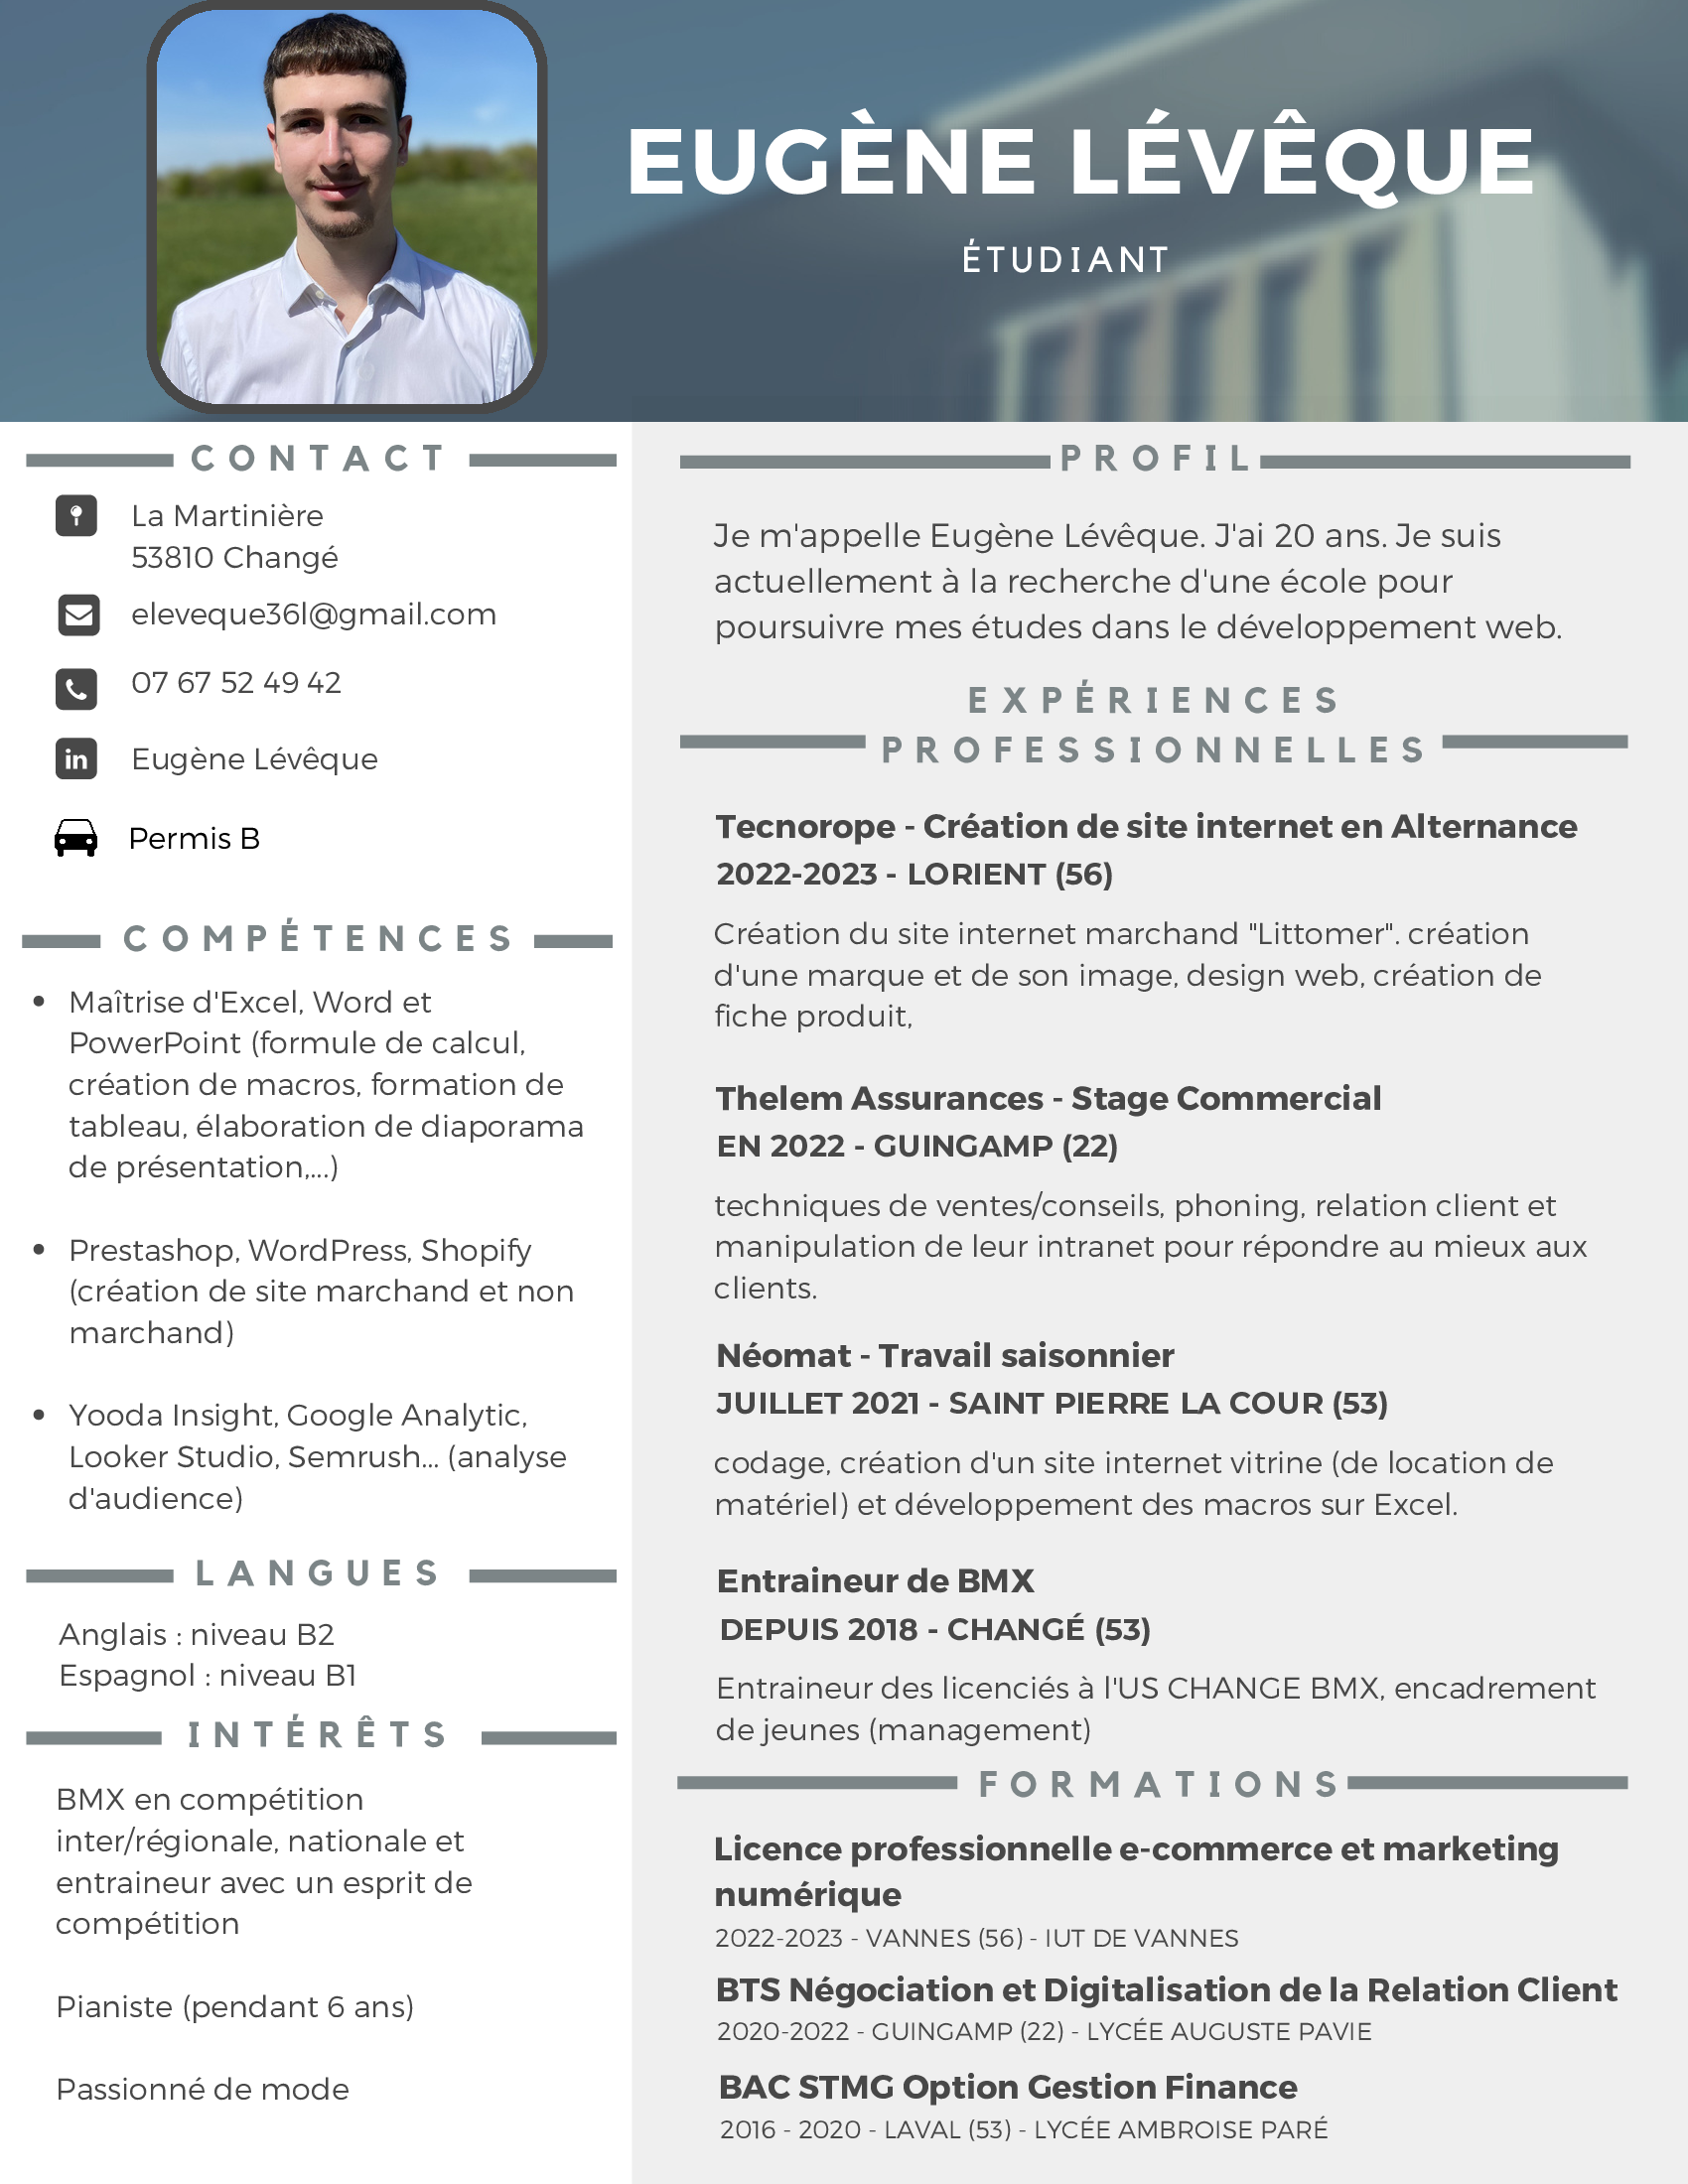 EUGÈNE LÉVÊQUE
ÉTUDIANT
CONTACT
La Martinière
53810 Changé
eleveque36l@gmail.com
07 67 52 49 42
in
Eugène Lévêque
Permis B
COMPÉTENCES
• Maîtrise d'Excel, Word et
PowerPoint (formule de calcul,
création de macros, formation de
tableau, élaboration de diaporama
de présentation,...)
• Prestashop, WordPress, Shopify
(création de site marchand et non
marchand)
• Yooda Insight, Google Analytic,
Looker Studio, Semrush... (analyse
d'audience)
LANGUES
Anglais : niveau B2
Espagnol : niveau B1
INTÉRÊTS
BMX en compétition
inter/régionale, nationale et
entraineur avec un esprit de
compétition
Pianiste (pendant 6 ans)
Passionné de mode
PROFIL
Je m'appelle Eugène Lévêque. J'ai 20 ans. Je suis
actuellement à la recherche d'une école pour
poursuivre mes études dans le développement web.
EXPÉRIENCES
PROFESSIONNELLES
Tecnorope - Création de site internet en Alternance
2022-2023 - LORIENT (56)
Création du site internet marchand "Littomer". création
d'une marque et de son image, design web, création de
fiche produit,
Thelem Assurances - Stage Commercial
EN 2022 - GUINGAMP (22)
techniques de ventes/conseils, phoning, relation client et
manipulation de leur intranet pour répondre au mieux aux
clients.
Néomat - Travail saisonnier
JUILLET 2021 - SAINT PIERRE LA COUR (53)
codage, création d'un site internet vitrine (de location de
matériel) et développement des macros sur Excel.
Entraineur de BMX
DEPUIS 2018 - CHANGÉ (53)
Entraineur des licenciés à l'US CHANGE BMX, encadrement
de jeunes (management)
FORMATIONS
Licence professionnelle e-commerce et marketing
numérique
2022-2023 - VANNES (56) - IUT DE VANNES
BTS Négociation et Digitalisation de la Relation Client
2020-2022 - GUINGAMP (22) - LYCÉE AUGUSTE PAVIE
BAC STMG Option Gestion Finance
2016 - 2020 - LAVAL (53) - LYCÉE AMBROISE PARÉ